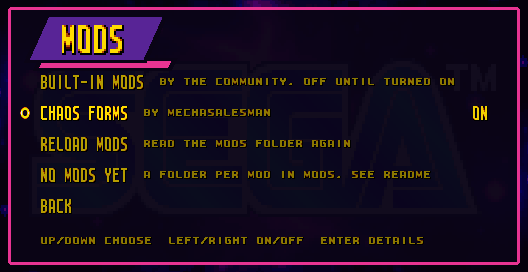 MODS
BUILT-IN MODS BY THE COMMUNITY. OFF UNTIL TURNED ON
CHAOS FORMS BY MECHASALESMAN ON
RELOAD MODS READ THE MODS FOLDER AGAIN
NO MODS YET A FOLDER PER MOD IN MODS. SEE README
BACK
UP/DOWN CHOOSE LEFT/RIGHT ON/OFF ENTER DETAILS
SEGA TM